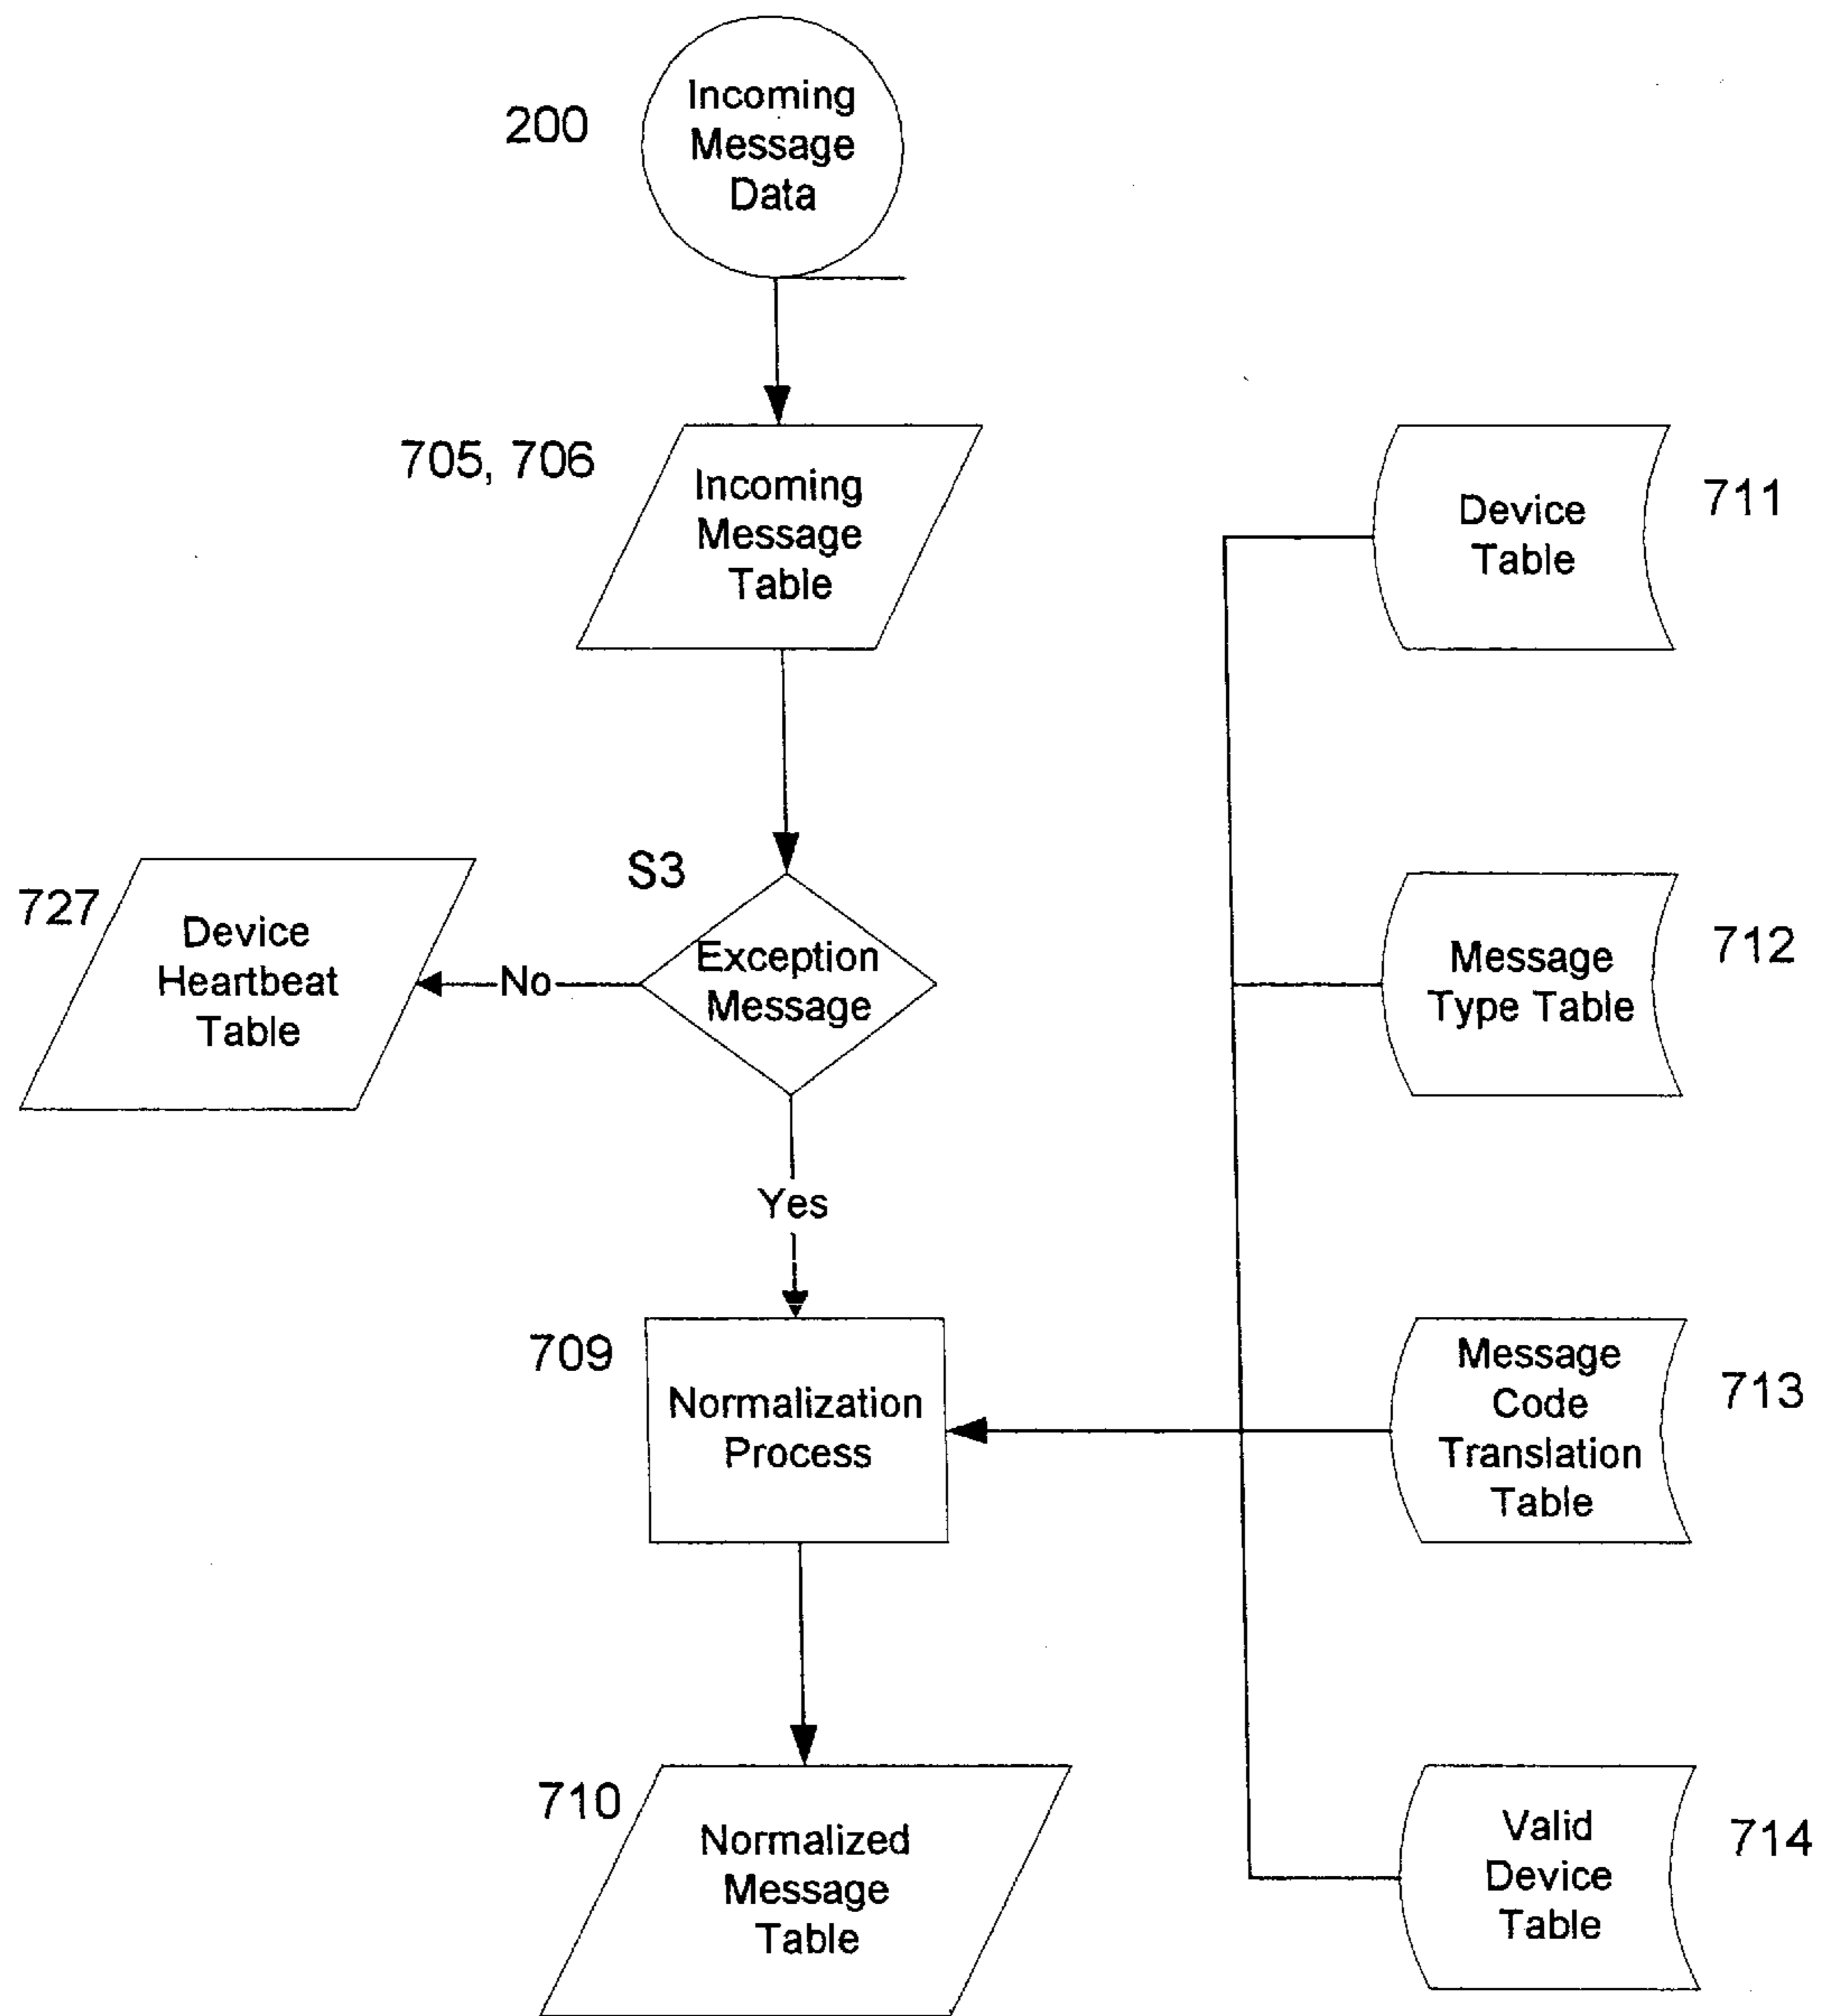 200
Incoming
Message
Data
705, 706
Incoming
Message
Table
Device
Table
711
727
Device
Heartbeat
Table
No
S3
Exception
Message
Message
Type Table
712
Yes
709
Normalization
Process
Message
Code
Translation
Table
713
710
Normalized
Message
Table
Valid
Device
Table
714